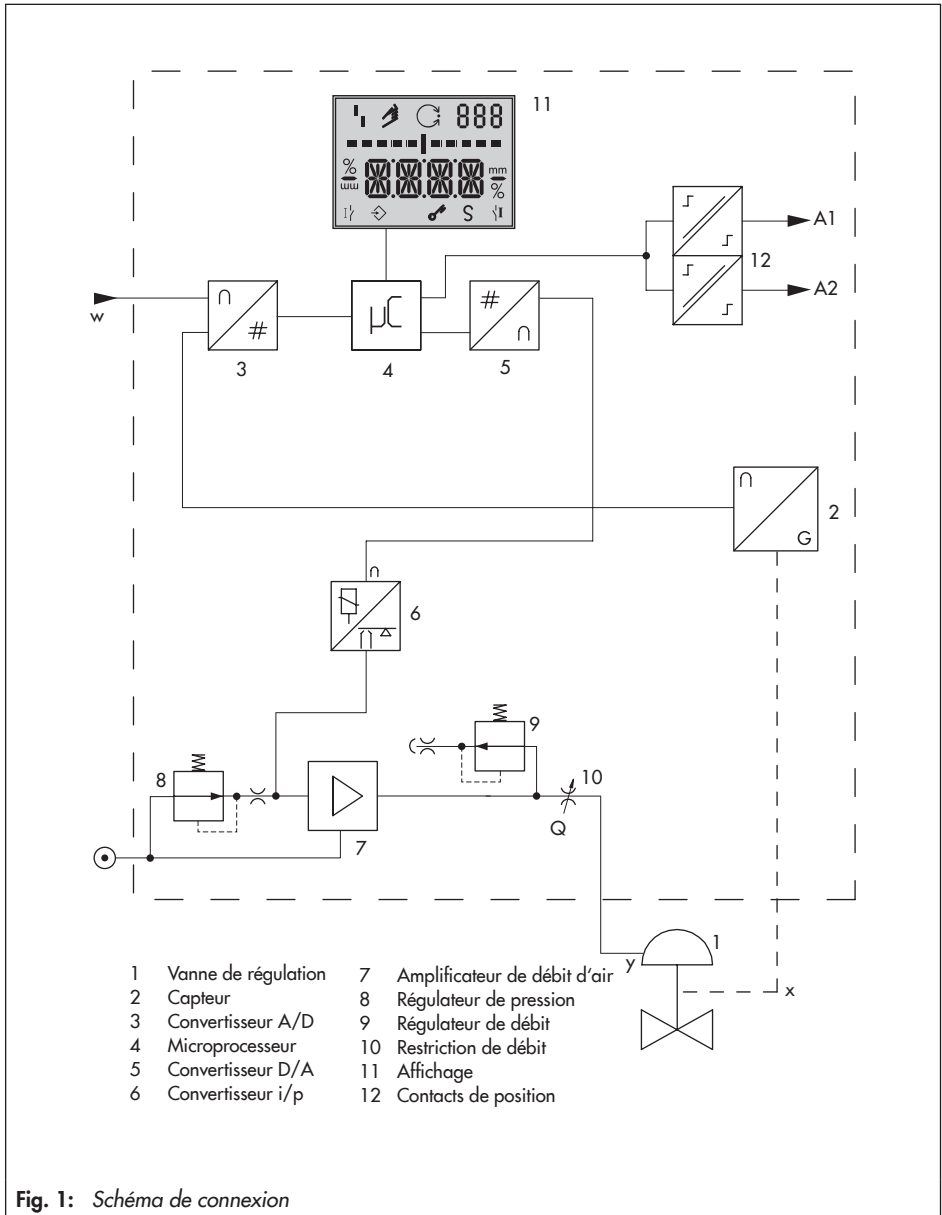 11
888
%
mm
mm
%
S
A1
12
A2
w
∩
#
µC
#
∩
3
4
5
∩
G
2
∩
6
9
8
10
Q
7
1
y
x
1 Vanne de régulation
2 Capteur
3 Convertisseur A/D
4 Microprocesseur
5 Convertisseur D/A
6 Convertisseur i/p
7 Amplificateur de débit d'air
8 Régulateur de pression
9 Régulateur de débit
10 Restriction de débit
11 Affichage
12 Contacts de position
Fig. 1: Schéma de connexion